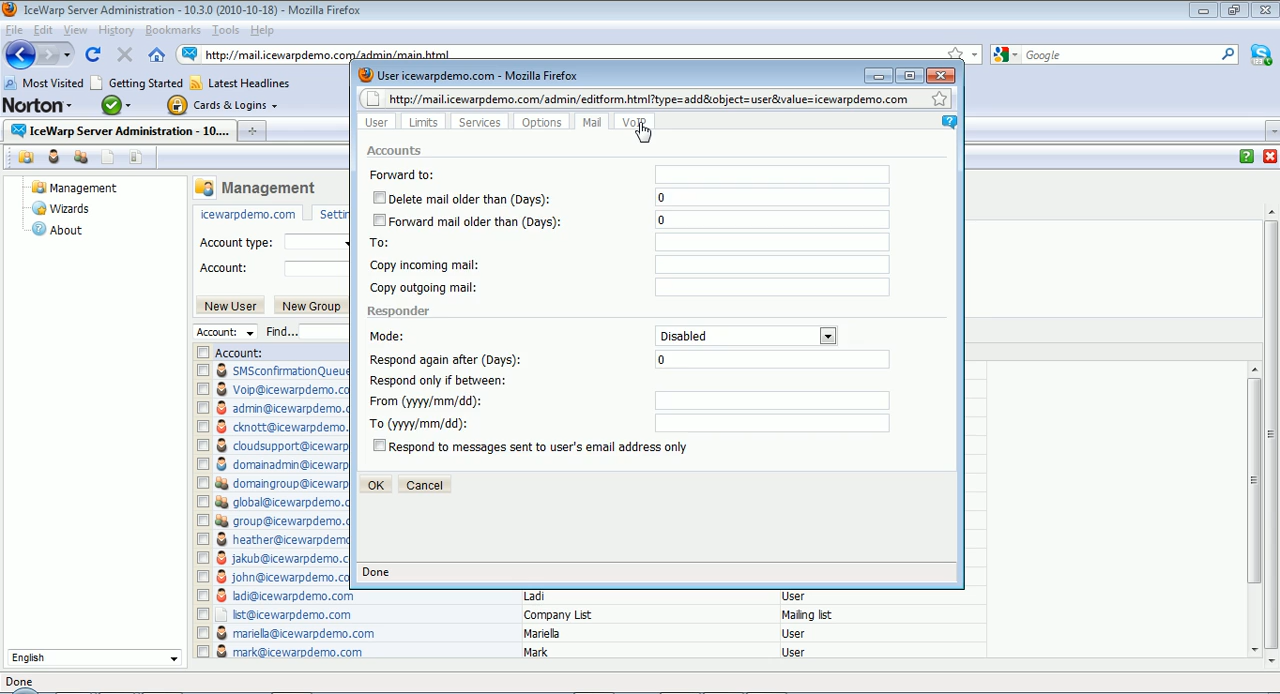 IceWarp Server Administration - 10.3.0 (2010-10-18) - Mozilla Firefox
File Edit View History Bookmarks Tools Help
http://mail.icewarpdemo.com/admin/main.html
Google
Most Visited Getting Started Latest Headlines
Norton Cards & Logins
IceWarp Server Administration - 10....
User icewarpdemo.com - Mozilla Firefox
http://mail.icewarpdemo.com/admin/editform.html?type=add&object=user&value=icewarpdemo.com
User Limits Services Options Mail VoIP
Management
Wizards
About
Management
icewarpdemo.com Settin
Account type:
Account:
New User New Group
Account: Find...
Account:
SMSconfirmationQueue
Voip@icewarpdemo.co
admin@icewarpdemo.c
cknott@icewarpdemo.
cloudsupport@icewarp
domainadmin@icewarp
domaingroup@icewarp
global@icewarpdemo.c
group@icewarpdemo.c
heather@icewarpdemo
jakub@icewarpdemo.c
john@icewarpdemo.co
ladi@icewarpdemo.com Ladi User
list@icewarpdemo.com Company List Mailing list
mariella@icewarpdemo.com Mariella User
mark@icewarpdemo.com Mark User
Accounts
Forward to:
Delete mail older than (Days): 0
Forward mail older than (Days): 0
To:
Copy incoming mail:
Copy outgoing mail:
Responder
Mode: Disabled
Respond again after (Days): 0
Respond only if between:
From (yyyy/mm/dd):
To (yyyy/mm/dd):
Respond to messages sent to user's email address only
OK Cancel
Done
English
Done